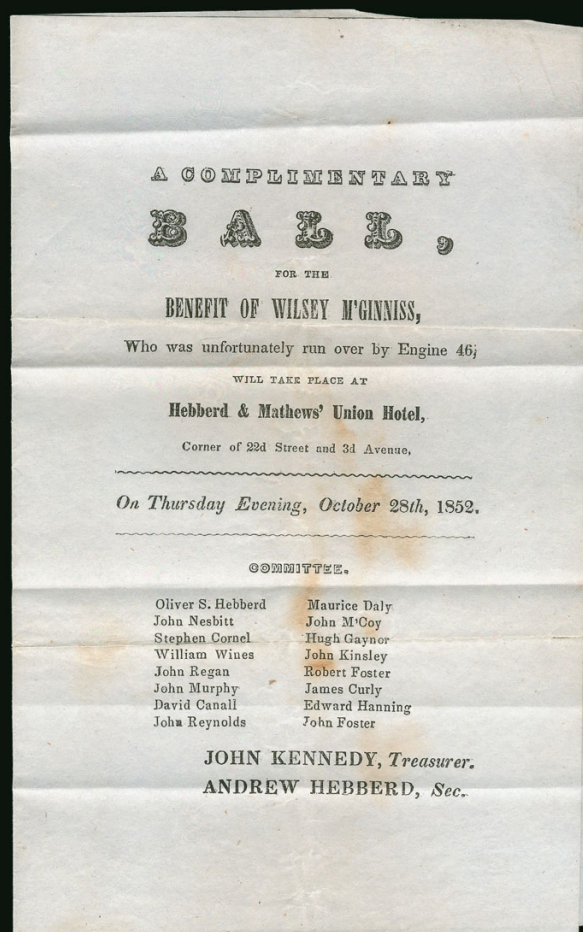 A COMPLIMENTARY
BALL,
FOR THE
BENEFIT OF WILSEY M'GINNISS,
Who was unfortunately run over by Engine 46;
WILL TAKE PLACE AT
Hebberd & Mathews' Union Hotel,
Corner of 22d Street and 3d Avenue,
On Thursday Evening, October 28th, 1852.
COMMITTEE.
Oliver S. Hebberd
John Nesbitt
Stephen Cornel
William Wines
John Regan
John Murphy
David Canall
John Reynolds
Maurice Daly
John M'Coy
Hugh Gaynor
John Kinsley
Robert Foster
James Curly
Edward Hanning
John Foster
JOHN KENNEDY, Treasurer.
ANDREW HEBBERD, Sec.